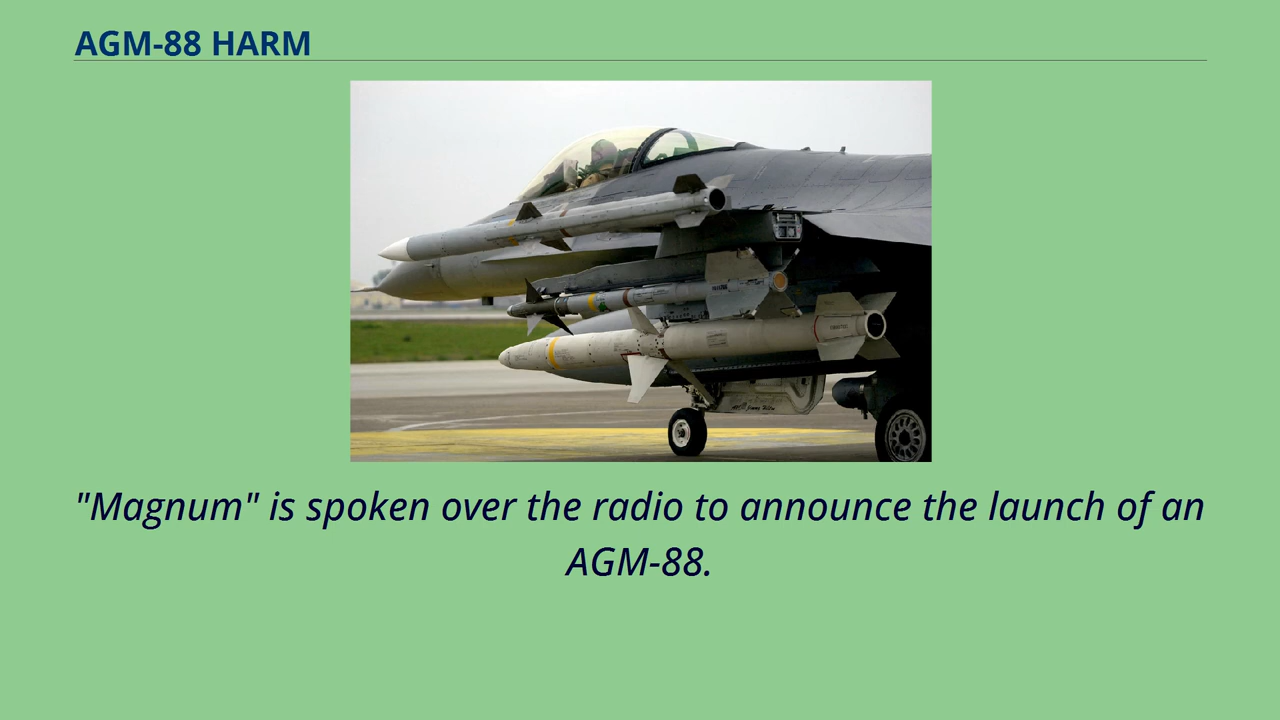 AGM-88 HARM
"Magnum" is spoken over the radio to announce the launch of an
AGM-88.